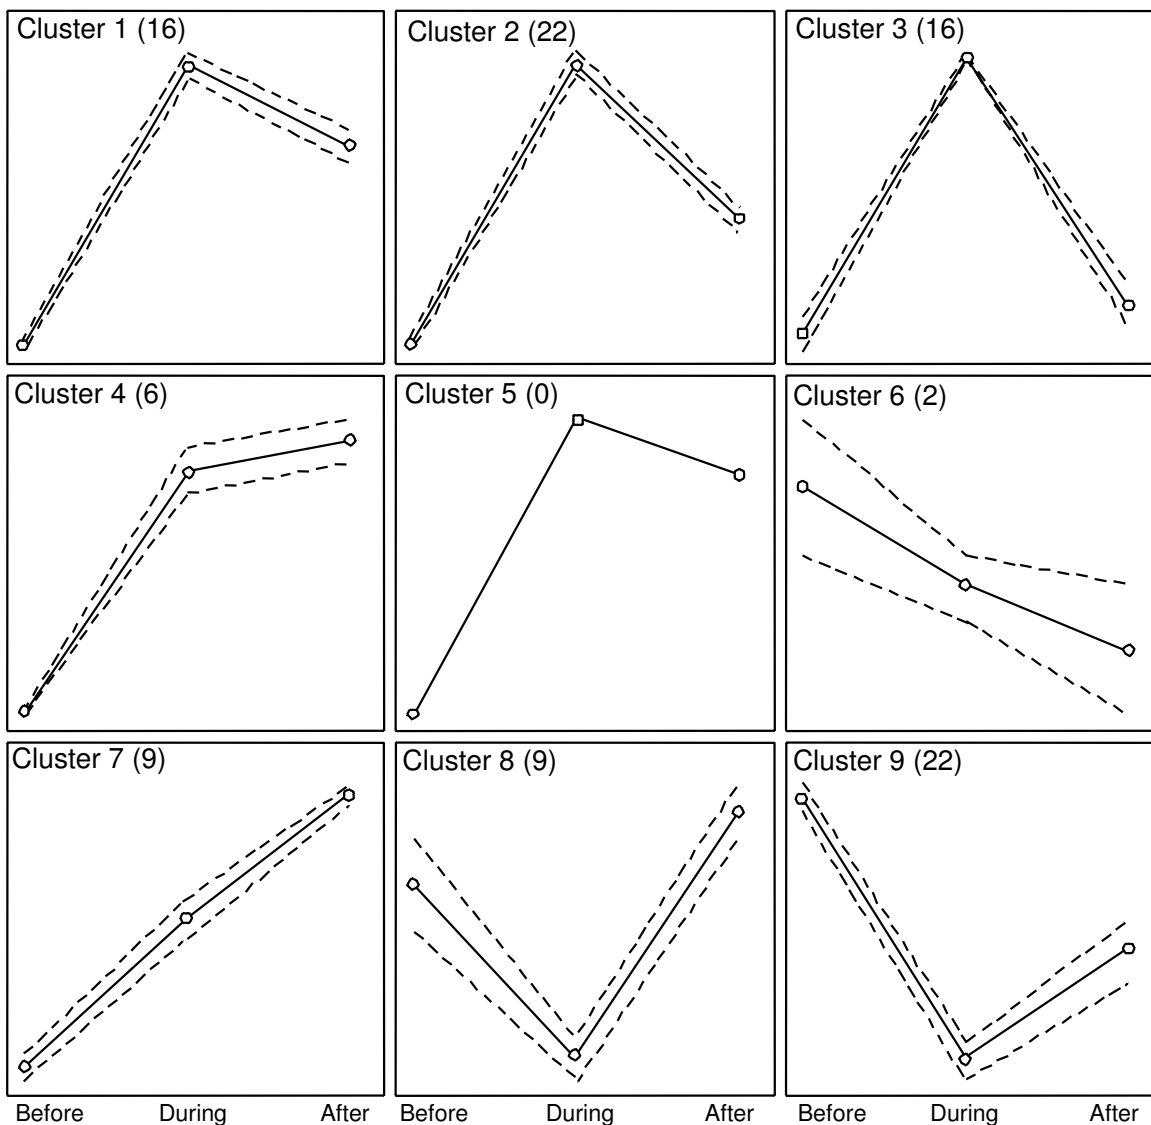 Cluster 1 (16)
Cluster 2 (22)
Cluster 3 (16)
Cluster 4 (6)
Cluster 5 (0)
Cluster 6 (2)
Cluster 7 (9)
Cluster 8 (9)
Cluster 9 (22)
Before During After Before During After Before During After